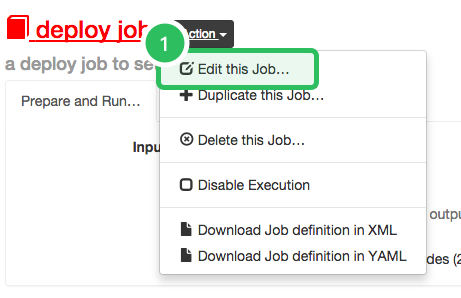 deploy job
1
ction
a deploy job to se
Edit this Job…
Duplicate this Job…
Prepare and Run…
Delete this Job…
Inpu
Disable Execution
outpu
Download Job definition in XML
Download Job definition in YAML
des (2